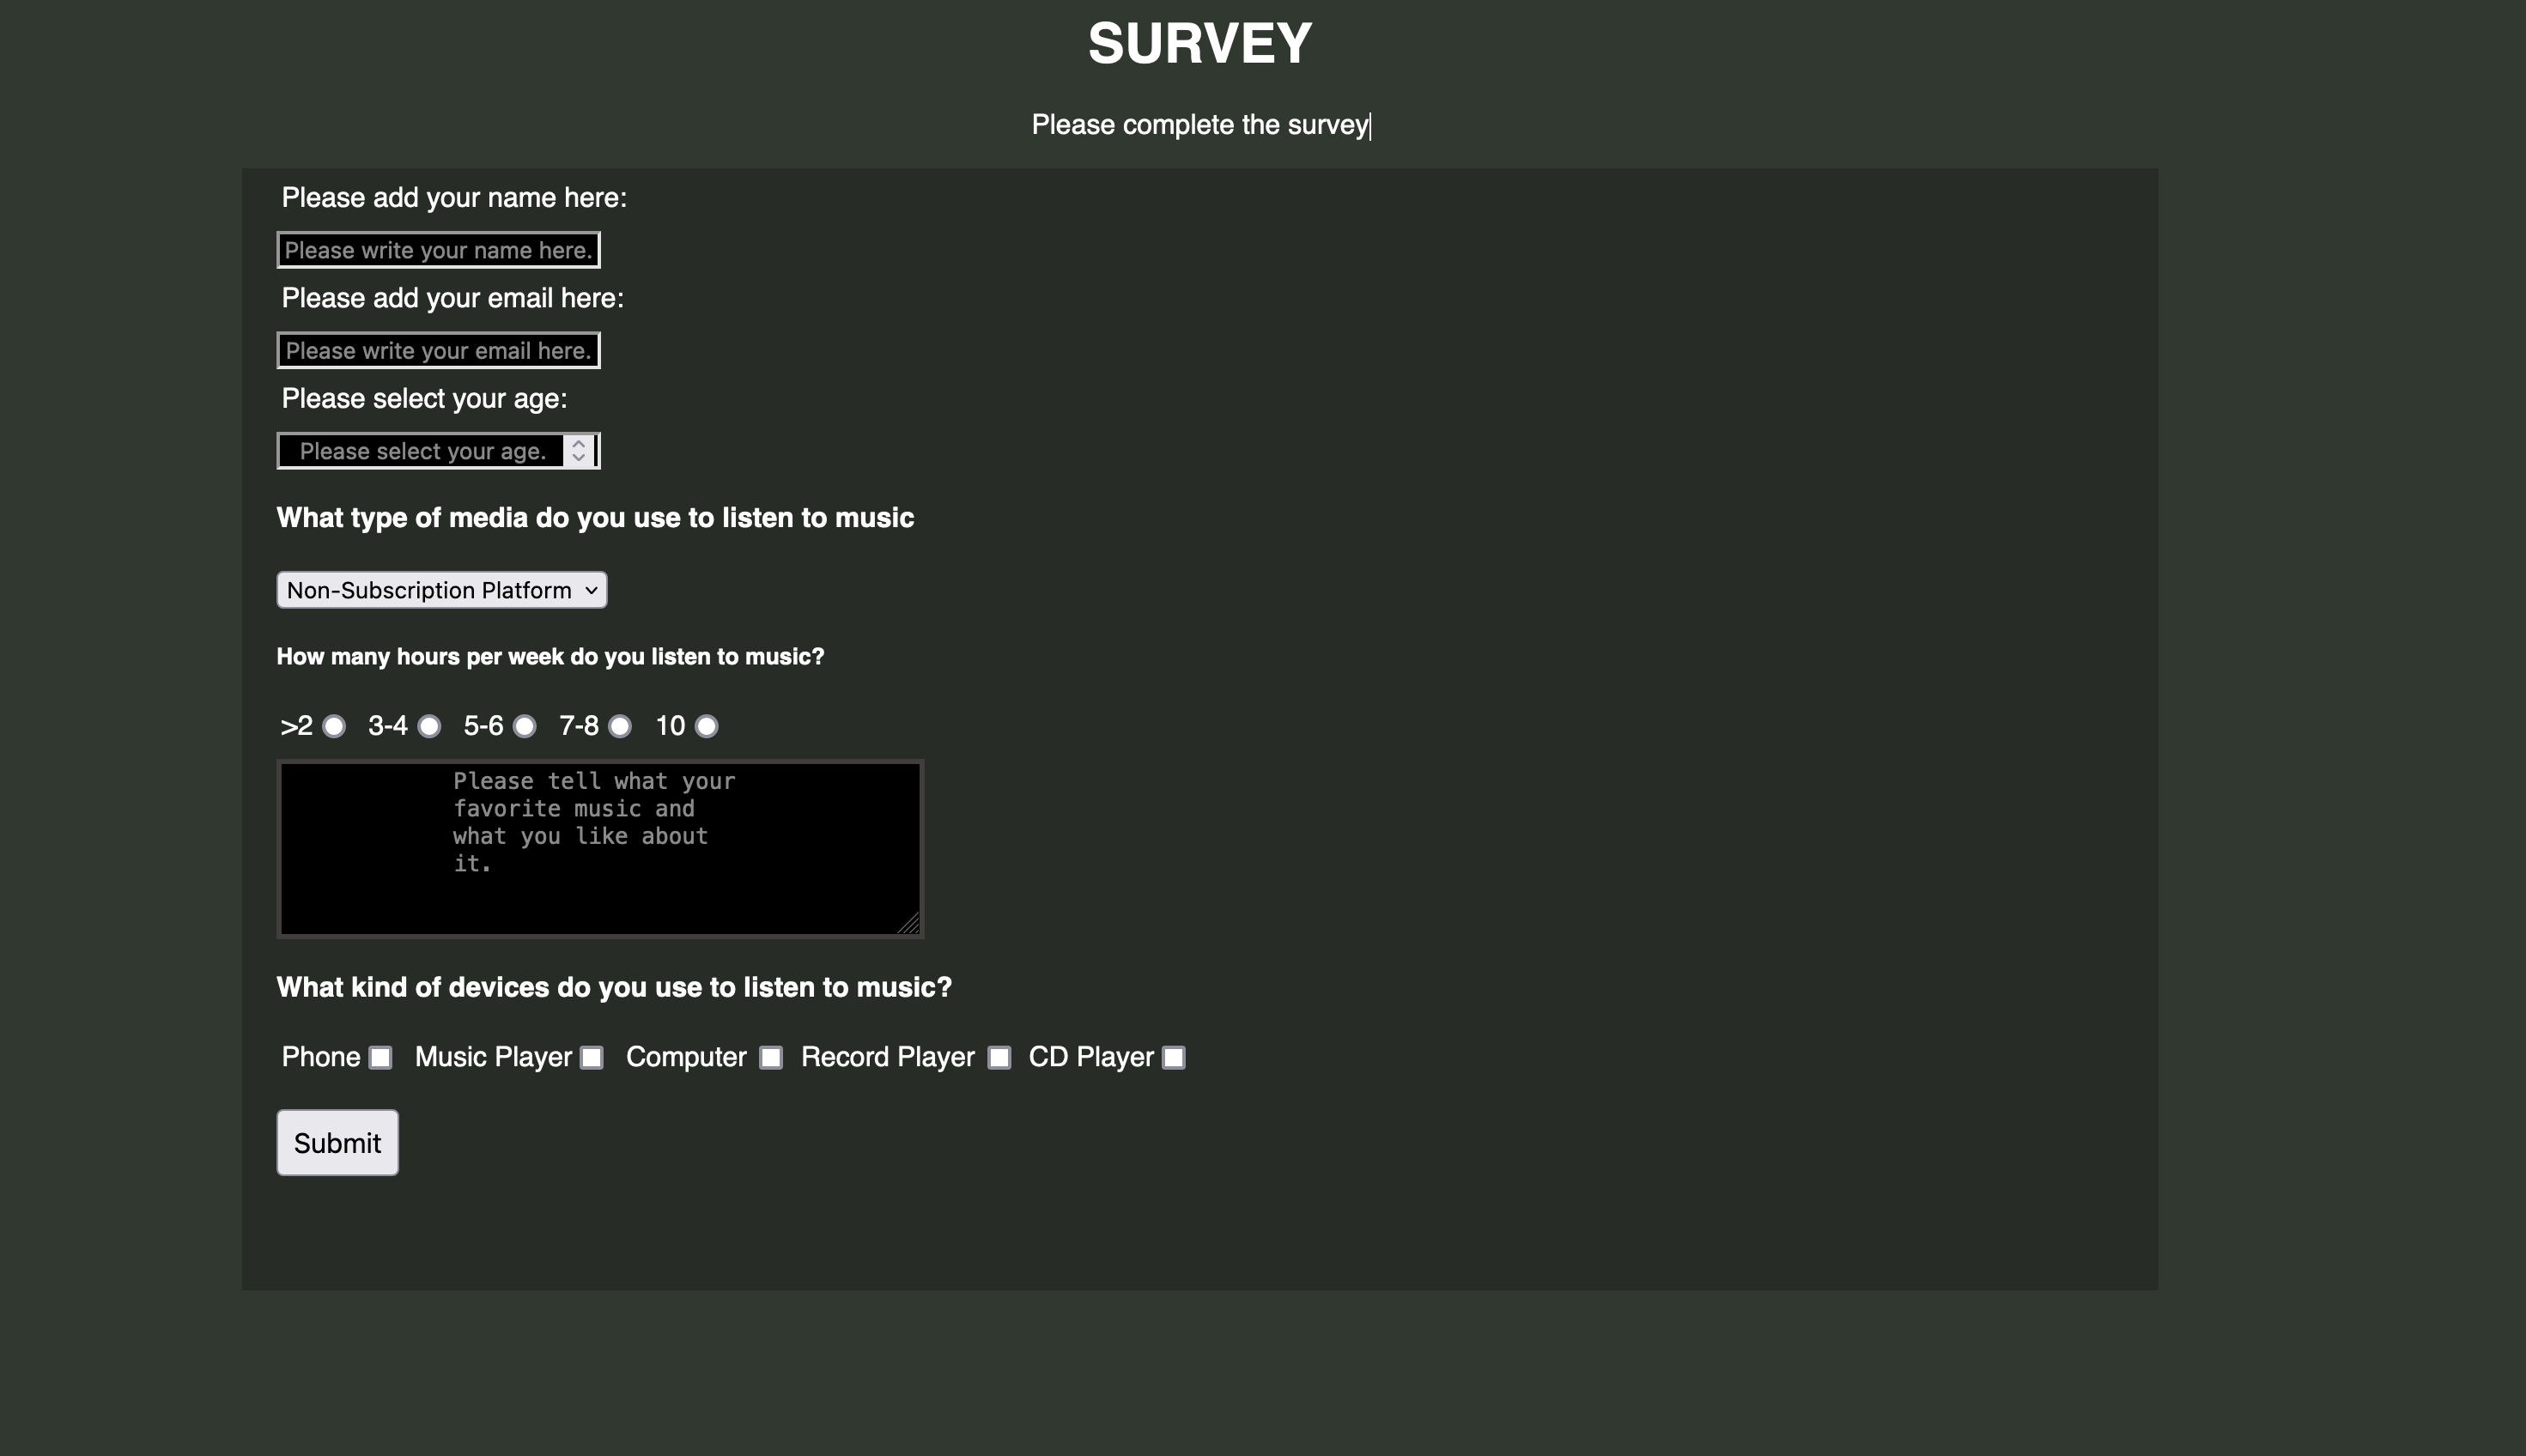 SURVEY
Please complete the survey
Please add your name here:
Please write your name here.
Please add your email here:
Please write your email here.
Please select your age:
Please select your age.
What type of media do you use to listen to music
Non-Subscription Platform
How many hours per week do you listen to music?
>2 3-4 5-6 7-8 10
Please tell what your
favorite music and
what you like about
it.
What kind of devices do you use to listen to music?
Phone Music Player Computer Record Player CD Player
Submit